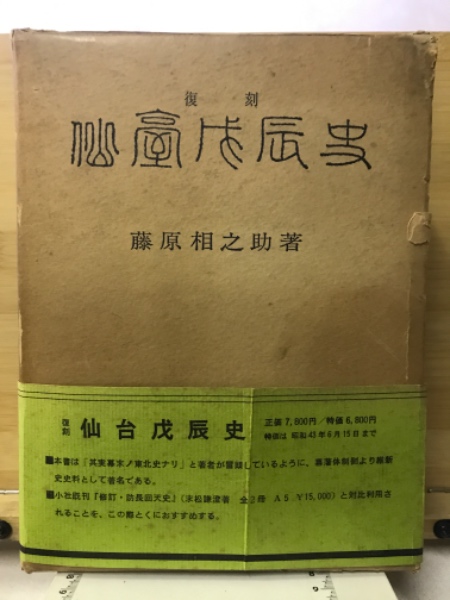 復刻
仙臺戊辰史
藤原相之助著
復刻 仙台戊辰史 正価7,800円/特価6,800円
特価は 昭和43年6月15日まで
■本書は「其実幕末ノ東北史ナリ」と著者が冒頭しているように、幕藩体制側より維新
史史料として著名である。
■小社既刊『修訂・防長回天史』(末松謙澄著 全2冊 A5 ¥15,000)と対比利用さ
れることを、この際とくにおすすめする。